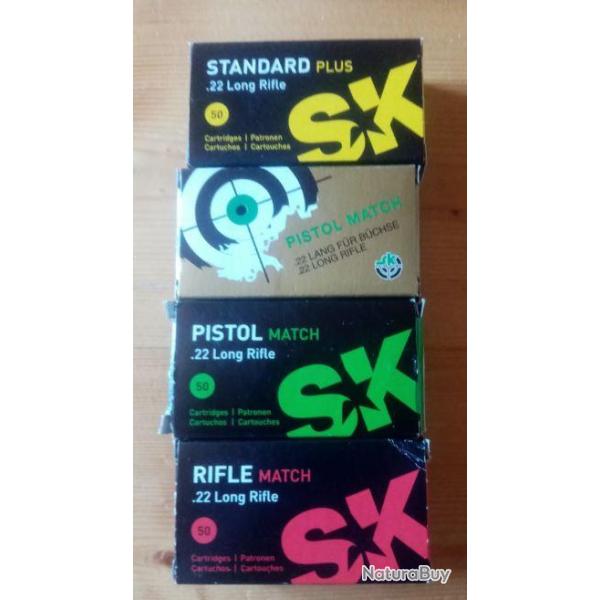 STANDARD PLUS
.22 Long Rifle
50
Cartridges | Patronen
Cartuchos | Cartouches
SK
PISTOL MATCH
.22 LANG FÜR BÜCHSE
.22 LONG RIFLE
PISTOL MATCH
.22 Long Rifle
50
Cartridges | Patronen
Cartuchos | Cartouches
SK
RIFLE MATCH
.22 Long Rifle
50
Cartridges | Patronen
Cartuchos | Cartouches
SK
NaturaBuy